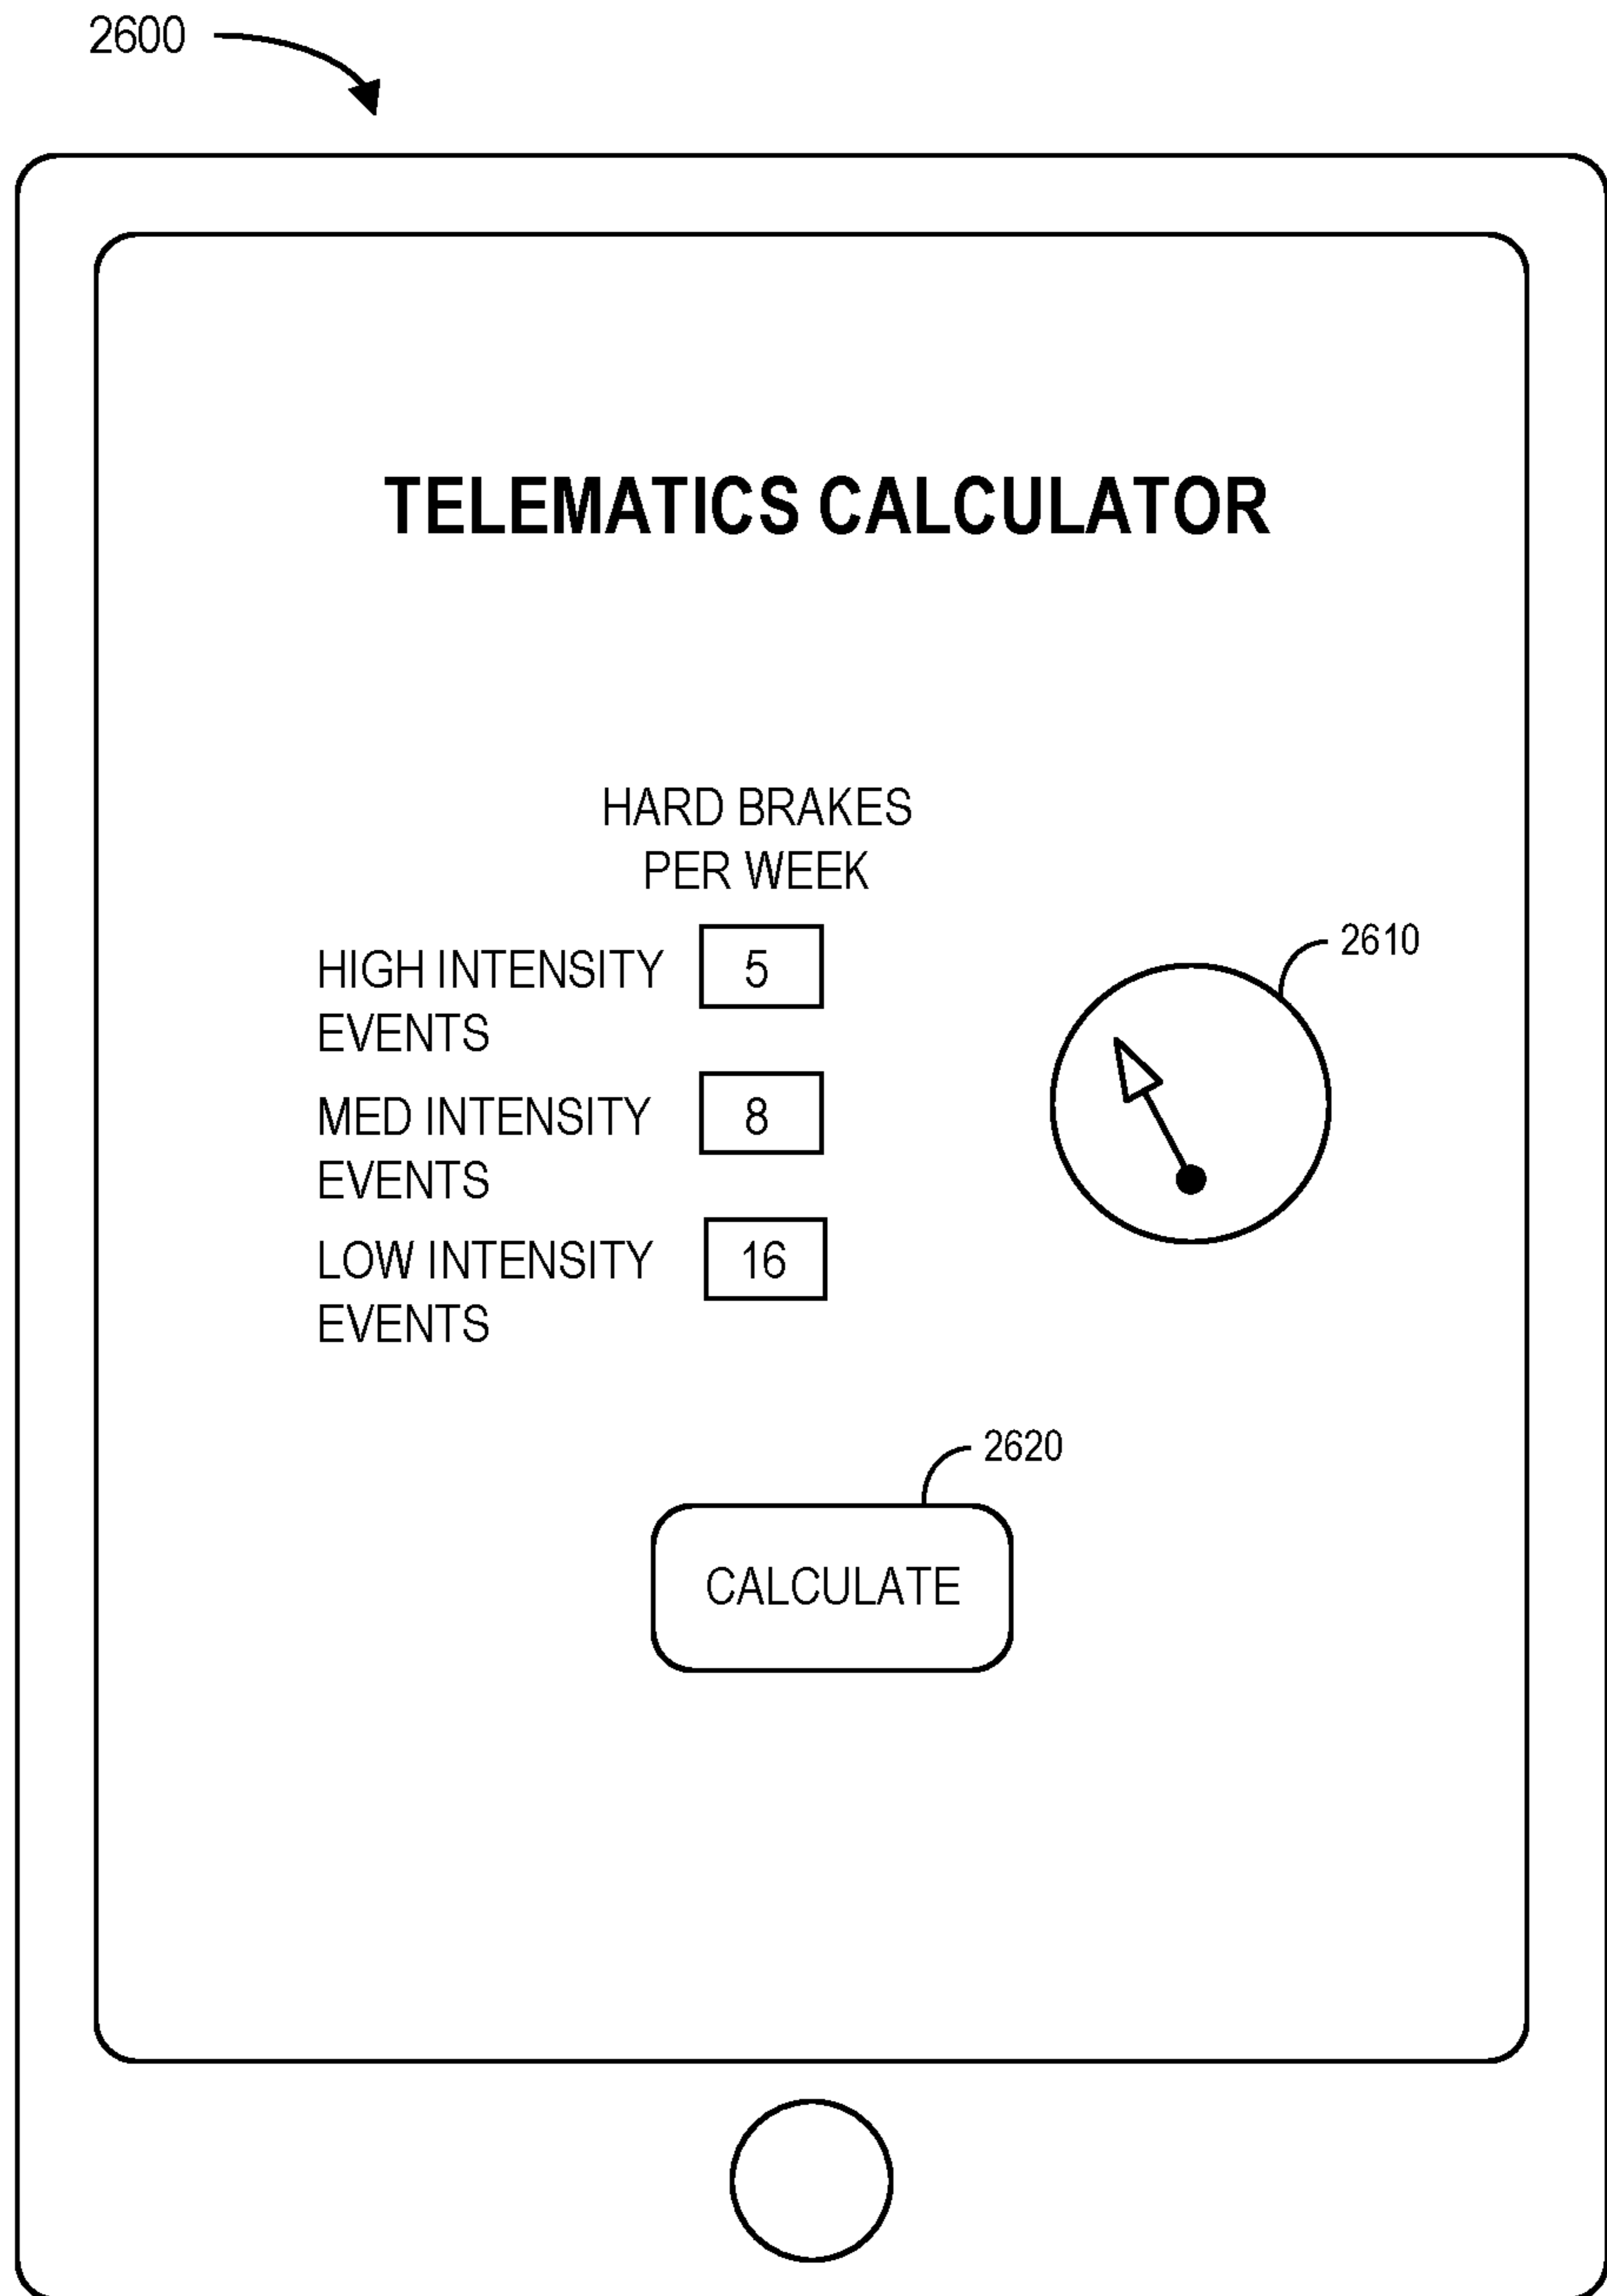 2600
TELEMATICS CALCULATOR
HARD BRAKES
PER WEEK
HIGH INTENSITY 5
EVENTS
MED INTENSITY 8
EVENTS
LOW INTENSITY 16
EVENTS
2610
2620
CALCULATE